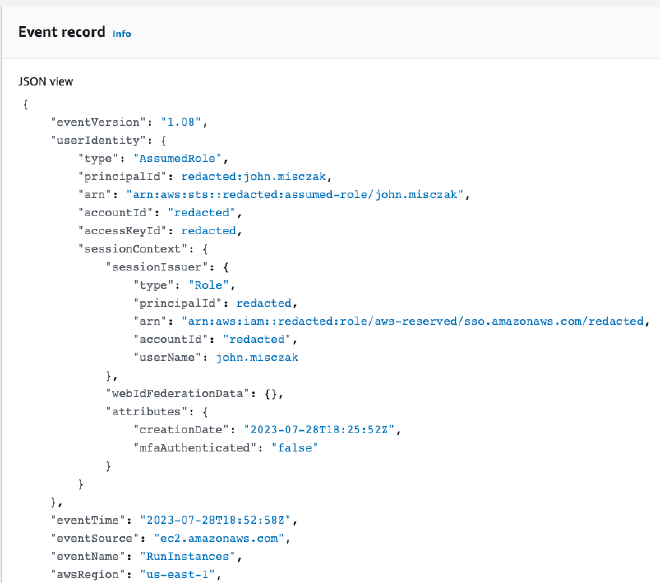 Event record Info
JSON view
{
"eventVersion": "1.08",
"userIdentity": {
"type": "AssumedRole",
"principalId": redacted:john.misczak,
"arn": "arn:aws:sts::redacted:assumed-role/john.misczak",
"accountId": "redacted",
"accessKeyId": redacted,
"sessionContext": {
"sessionIssuer": {
"type": "Role",
"principalId": redacted,
"arn": "arn:aws:iam::redacted:role/aws-reserved/sso.amazonaws.com/redacted,
"accountId": "redacted",
"userName": john.misczak
},
"webIdFederationData": {},
"attributes": {
"creationDate": "2023-07-28T18:25:52Z",
"mfaAuthenticated": "false"
}
}
},
"eventTime": "2023-07-28T18:52:58Z",
"eventSource": "ec2.amazonaws.com",
"eventName": "RunInstances",
"awsRegion": "us-east-1",